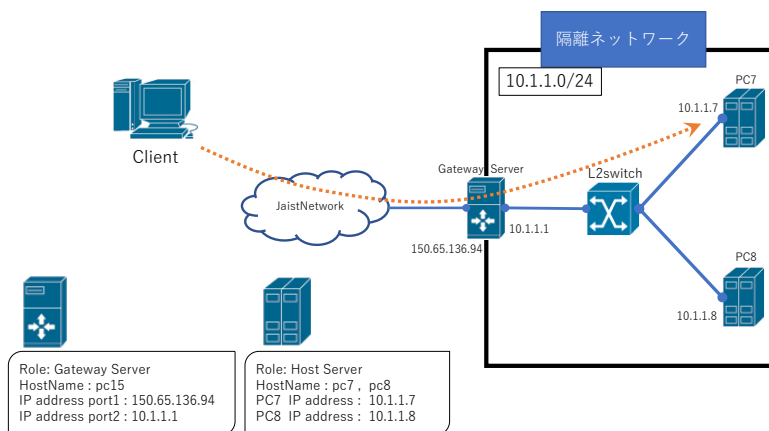 隔離ネットワーク
10.1.1.0/24
PC7
10.1.1.7
Client
Gateway Server
L2switch
JaistNetwork
10.1.1.1
150.65.136.94
PC8
10.1.1.8
Role: Gateway Server
HostName : pc15
IP address port1 : 150.65.136.94
IP address port2 : 10.1.1.1
Role: Host Server
HostName : pc7 , pc8
PC7 IP address : 10.1.1.7
PC8 IP address : 10.1.1.8